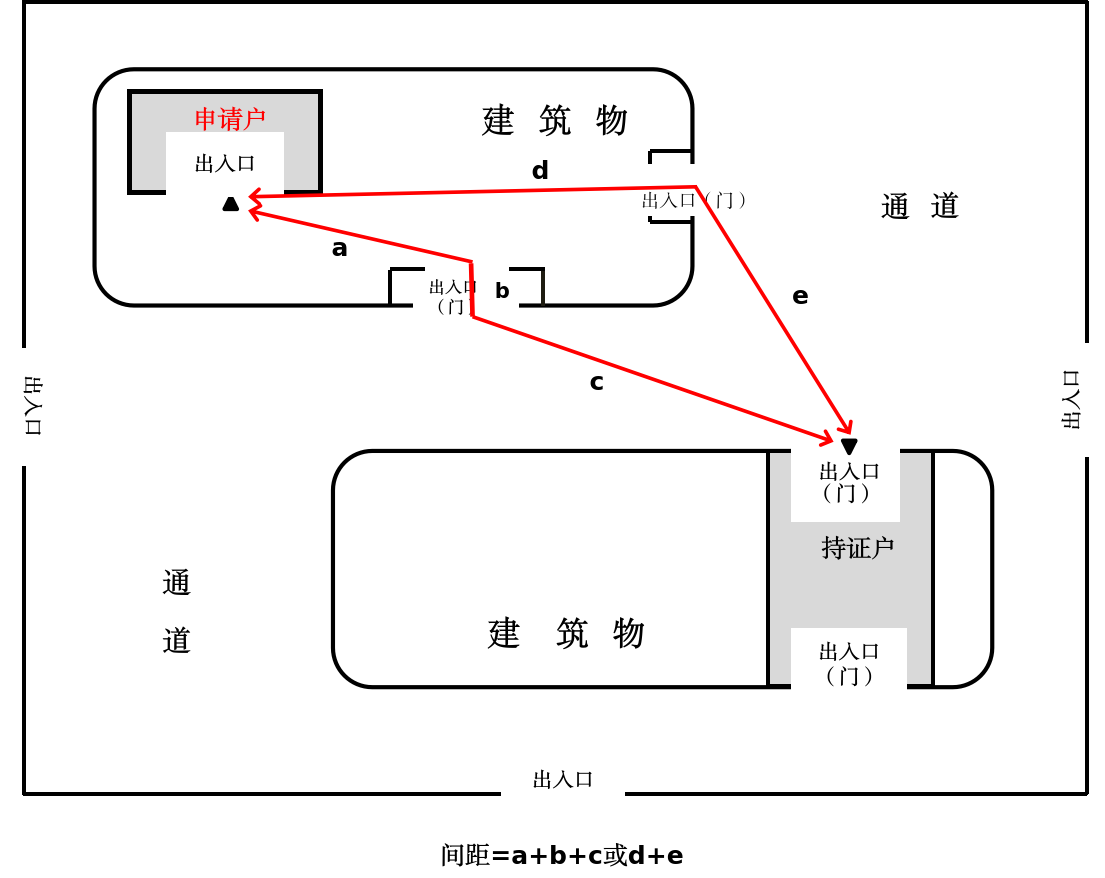 申请户
建 筑 物
出入口
d
出入口（门）
通 道
a
出入口
（门
b
e
c
出入口
出入口
出入口
（门）
持证户
通
道
建 筑 物
出入口
（门）
出入口
间距=a+b+c或d+e